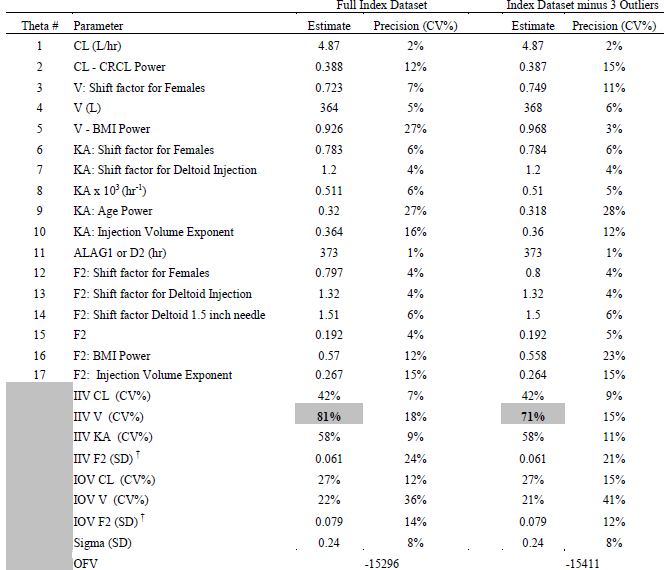 Full Index Dataset Index Dataset minus 3 Outliers
Theta # Parameter Estimate Precision (CV%) Estimate Precision (CV%)
1 CL (L/hr) 4.87 2% 4.87 2%
2 CL - CRCL Power 0.388 12% 0.387 15%
3 V: Shift factor for Females 0.723 7% 0.749 11%
4 V (L) 364 5% 368 6%
5 V - BMI Power 0.926 27% 0.968 3%
6 KA: Shift factor for Females 0.783 6% 0.784 6%
7 KA: Shift factor for Deltoid Injection 1.2 4% 1.2 4%
8 KA x 10³ (hr⁻¹) 0.511 6% 0.51 5%
9 KA: Age Power 0.32 27% 0.318 28%
10 KA: Injection Volume Exponent 0.364 16% 0.36 12%
11 ALAG1 or D2 (hr) 373 1% 373 1%
12 F2: Shift factor for Females 0.797 4% 0.8 4%
13 F2: Shift factor for Deltoid Injection 1.32 4% 1.32 4%
14 F2: Shift factor Deltoid 1.5 inch needle 1.51 6% 1.5 6%
15 F2 0.192 4% 0.192 5%
16 F2: BMI Power 0.57 12% 0.558 23%
17 F2: Injection Volume Exponent 0.267 15% 0.264 15%
IIV CL (CV%) 42% 7% 42% 9%
IIV V (CV%) 81% 18% 71% 15%
IIV KA (CV%) 58% 9% 58% 11%
IIV F2 (SD) † 0.061 24% 0.061 21%
IOV CL (CV%) 27% 12% 27% 15%
IOV V (CV%) 22% 36% 21% 41%
IOV F2 (SD) † 0.079 14% 0.079 12%
Sigma (SD) 0.24 8% 0.24 8%
OFV -15296 -15411